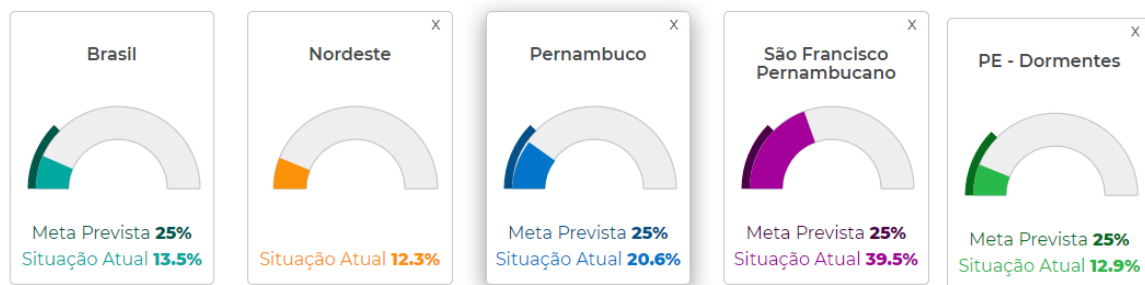 Brasil
Meta Prevista 25%
Situação Atual 13.5%
X
Nordeste
Situação Atual 12.3%
X
Pernambuco
Meta Prevista 25%
Situação Atual 20.6%
X
São Francisco
Pernambucano
Meta Prevista 25%
Situação Atual 39.5%
X
PE - Dormentes
Meta Prevista 25%
Situação Atual 12.9%